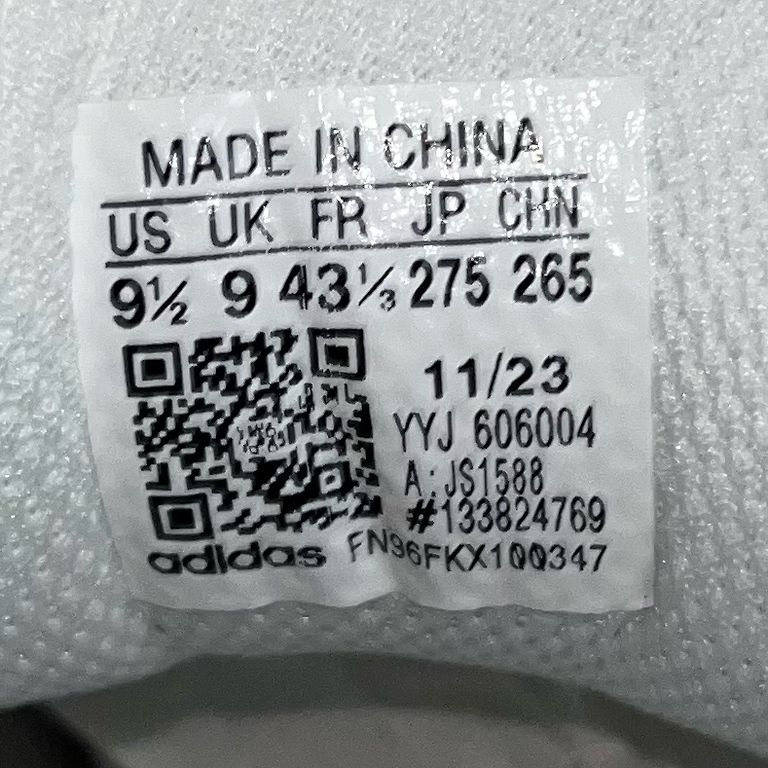 MADE IN CHINA
US UK FR JP CHN
9½ 9 43⅓ 275 265
11/23
YYJ 606004
A:JS1588
#133824769
adidas FN96FKX100347